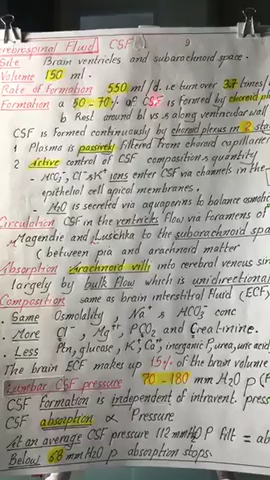 Cerebrospinal Fluid CSF 9
Site Brain ventricles and subarachnoid space.
Volume 150 ml.
Rate of formation 550 ml/d. i.e turn over 3.7 times/
Formation a 50-70% of CSF is formed by choroid pl
b Rest around bl vs.s along ventricular wall
CSF is formed continuously by choroid plexus in 2 sta
1 Plasma is passively filtered from choroid capillaries
2 Active control of CSF composition & quantity
- HCO3-, Cl- & K+ ions enter CSF via channels in the
epithelial cell apical membranes.
- H2O is secreted via aquaporins to balance osmotic
Circulation CSF in the ventricles flow via foramens of
Magendie and Luschka to the subarachnoid space
(between pia and arachnoid matter
Absorption Arachnoid villi into cerebral venous sin
largely by bulk flow which is unidirectional
Composition same as brain interstitial fluid (ECF)
. Same Osmolality, Na+ & HCO3- conc
. More Cl-, Mg++, PCO2 and Creatinine.
. Less Ptn, glucose, K+, Ca++, inorganic P, urea, uric acid
The brain ECF makes up 15% of the brain volume
Lumbar CSF pressure 70-180 mm H2O p (F
CSF Formation is independent of intravent. press
CSF absorption ∝ Pressure
At an average CSF pressure 112 mmH2O P filt = ab
Below 68 mmH2O p absorption stops.